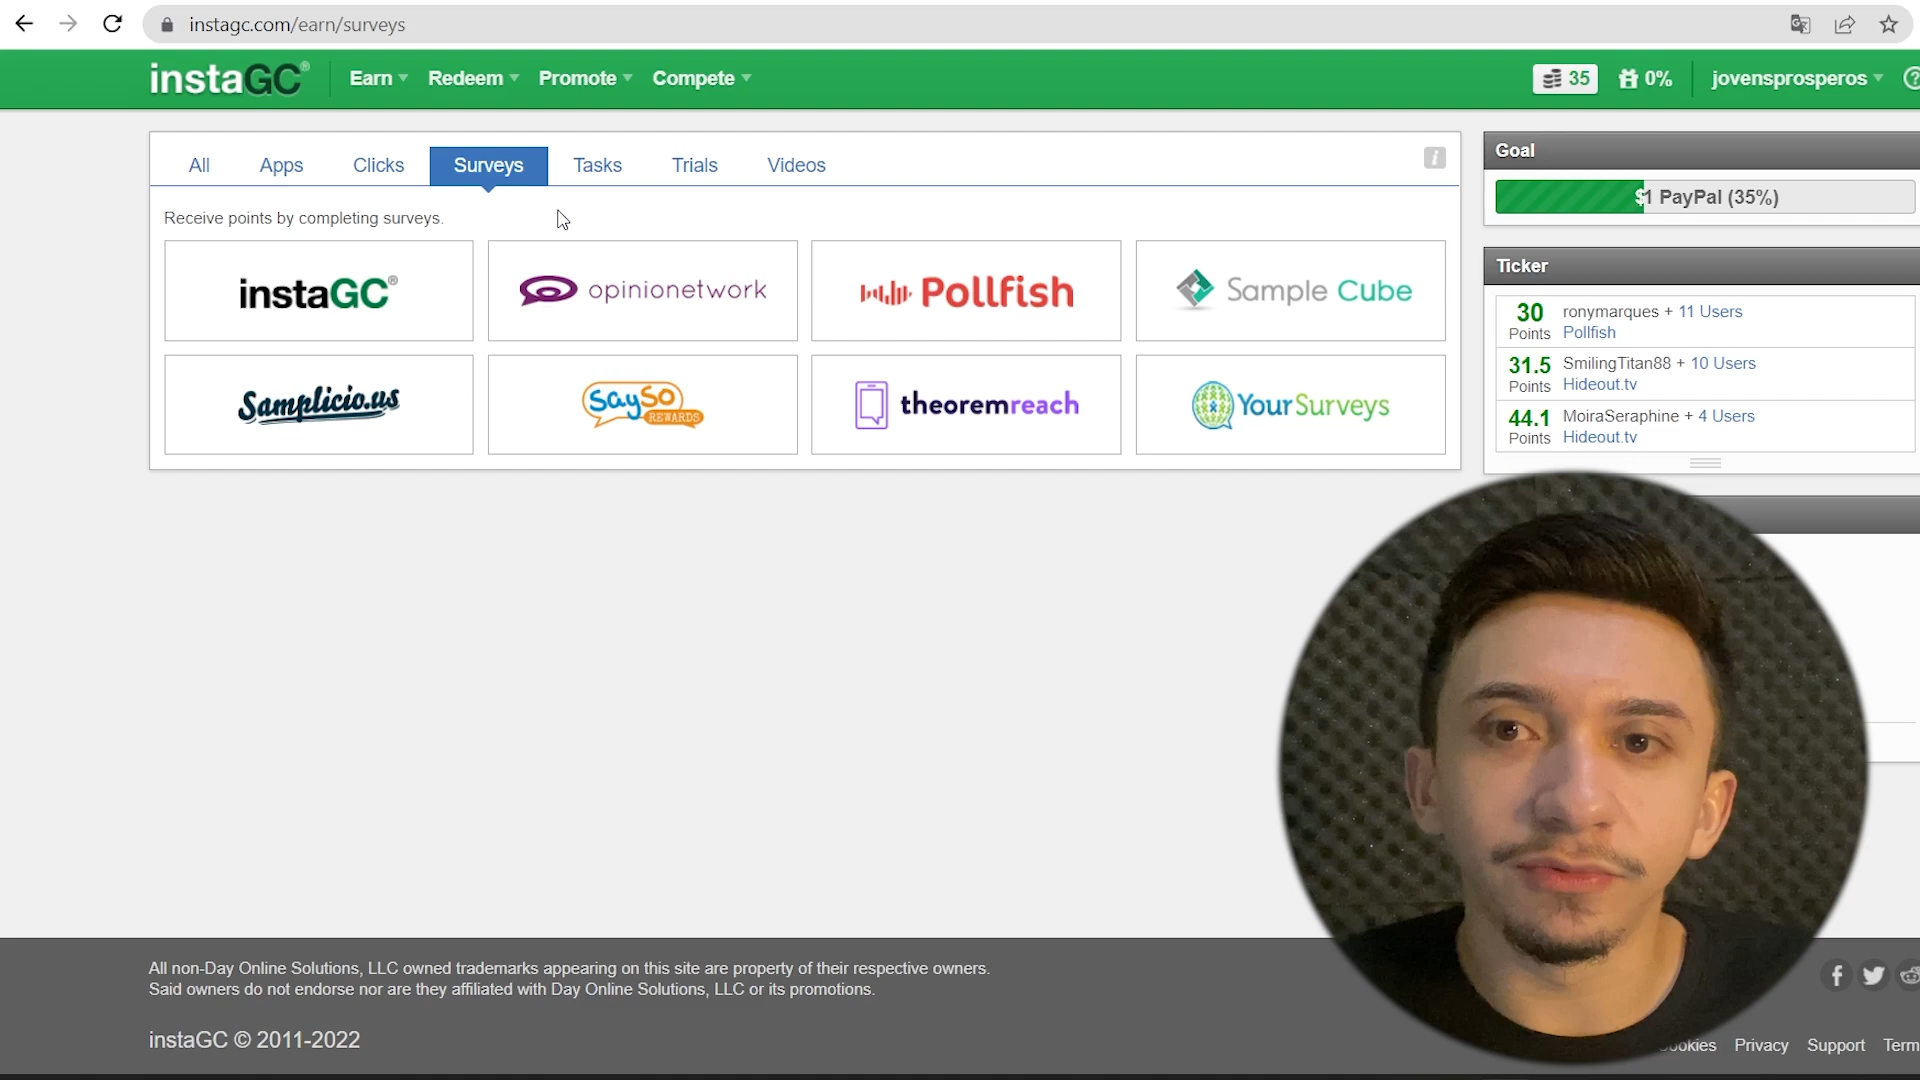 instagc.com/earn/surveys
instaGC® Earn Redeem Promote Compete 35 0% jovensprosperos
All Apps Clicks Surveys Tasks Trials Videos
Receive points by completing surveys.
instaGC® opinionetwork Pollfish Sample Cube
Samplicio.us saySo REWARDS theoremreach YourSurveys
Goal
$1 PayPal (35%)
Ticker
30 Points ronymarques + 11 Users
Pollfish
31.5 Points SmilingTitan88 + 10 Users
Hideout.tv
44.1 Points MoiraSeraphine + 4 Users
Hideout.tv
All non-Day Online Solutions, LLC owned trademarks appearing on this site are property of their respective owners.
Said owners do not endorse nor are they affiliated with Day Online Solutions, LLC or its promotions.
instaGC © 2011-2022
Cookies Privacy Support Term